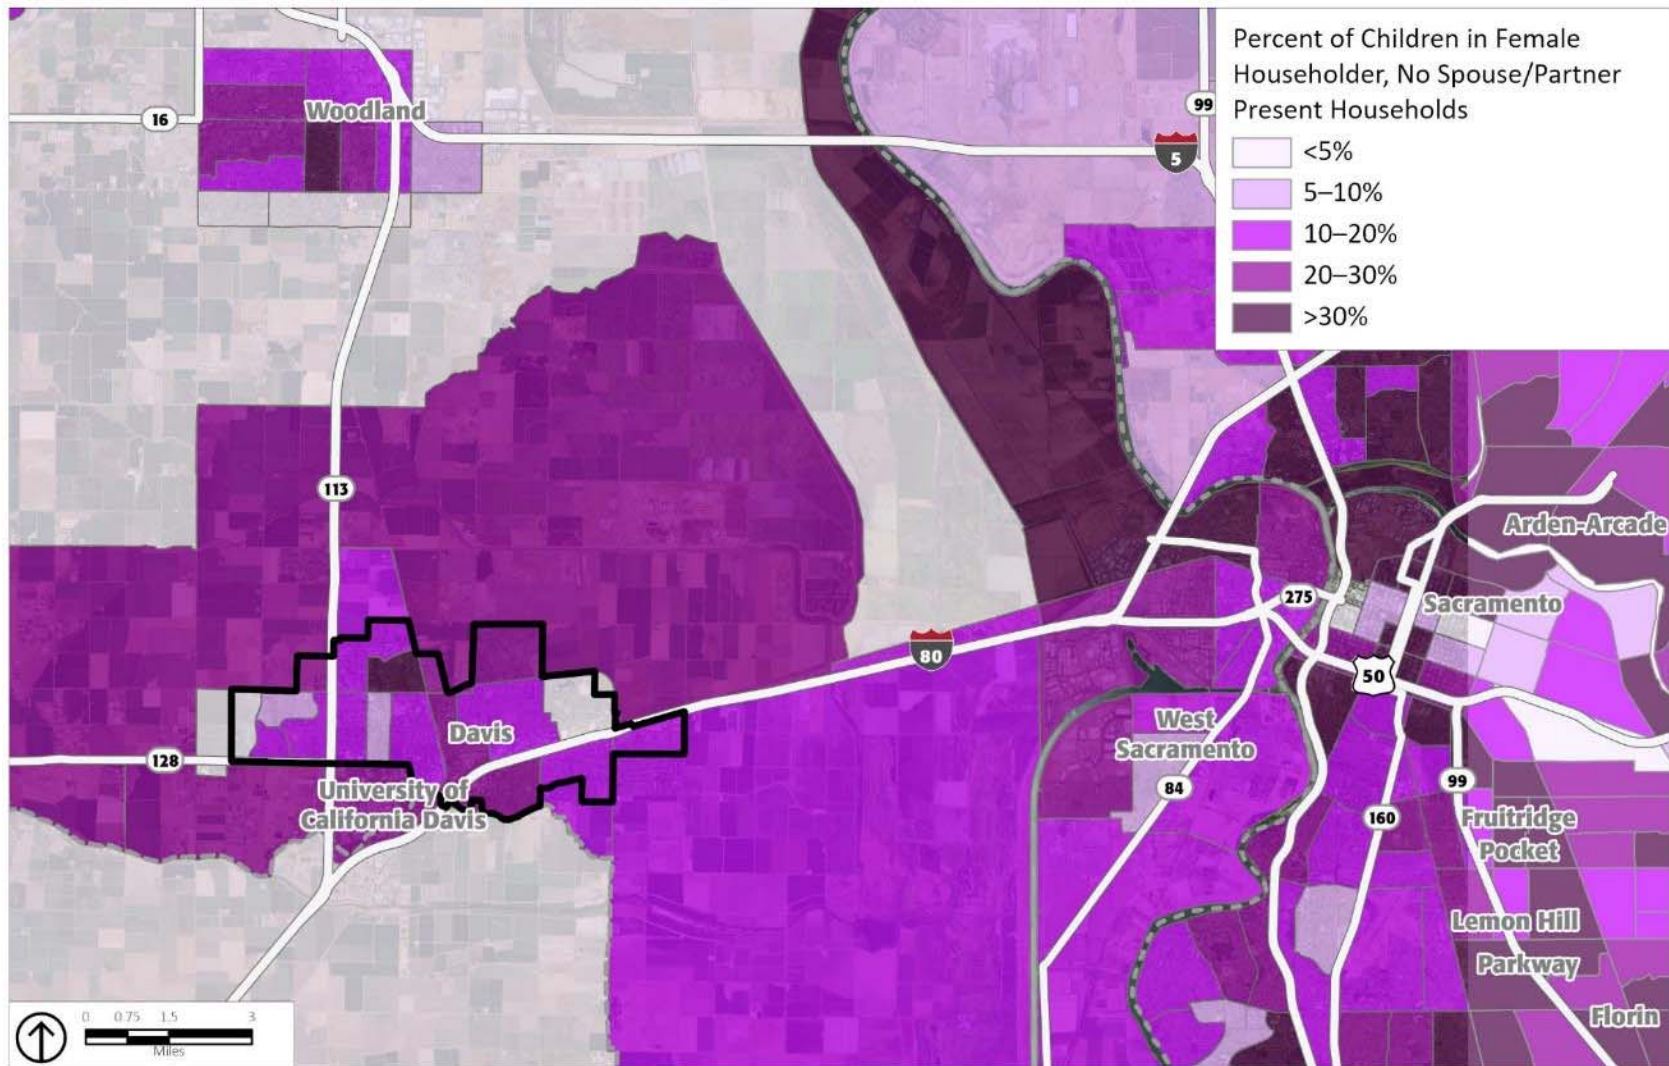 Percent of Children in Female
Householder, No Spouse/Partner
Present Households
<5%
5–10%
10–20%
20–30%
>30%
99
5
16
Woodland
113
Arden-Arcade
275
Sacramento
80
50
West
Sacramento
Davis
128
84
99
University of
California Davis
160
Fruitridge
Pocket
Lemon Hill
Parkway
Florin
0 0.75 1.5 3
Miles